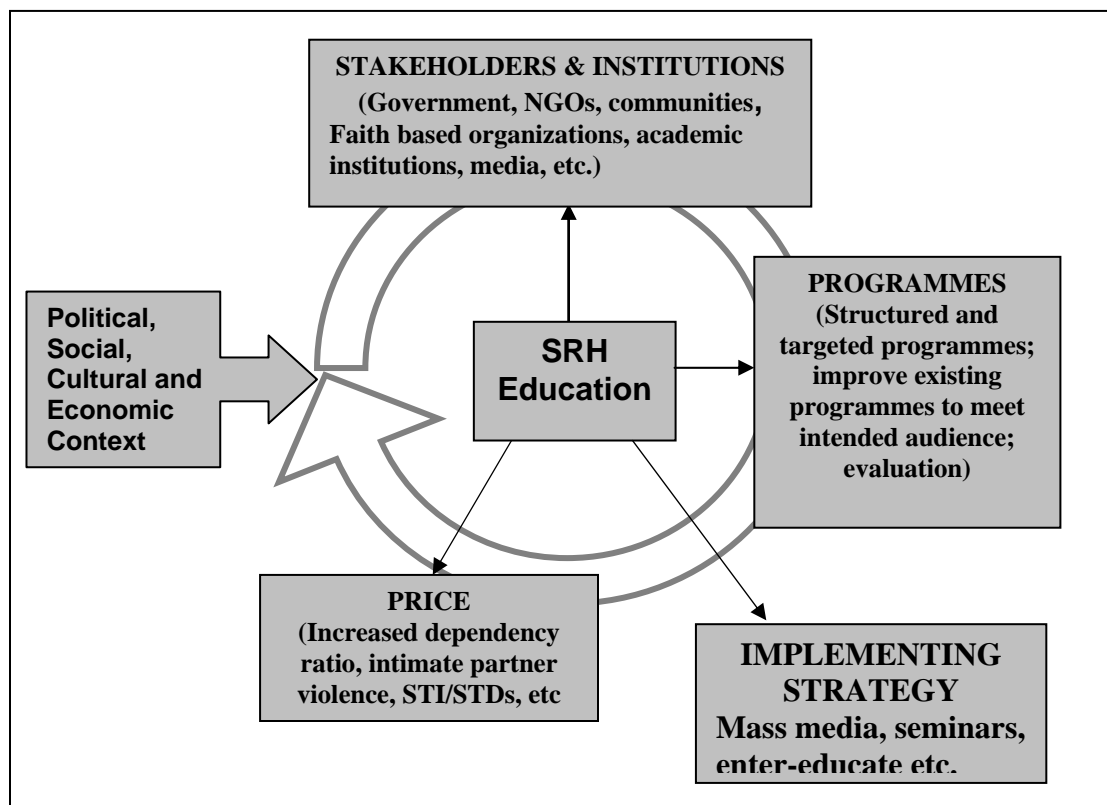 STAKEHOLDERS & INSTITUTIONS
(Government, NGOs, communities,
Faith based organizations, academic
institutions, media, etc.)
Political,
Social,
Cultural and
Economic
Context
SRH
Education
PROGRAMMES
(Structured and
targeted programmes;
improve existing
programmes to meet
intended audience;
evaluation)
PRICE
(Increased dependency
ratio, intimate partner
violence, STI/STDs, etc
IMPLEMENTING
STRATEGY
Mass media, seminars,
enter-educate etc.